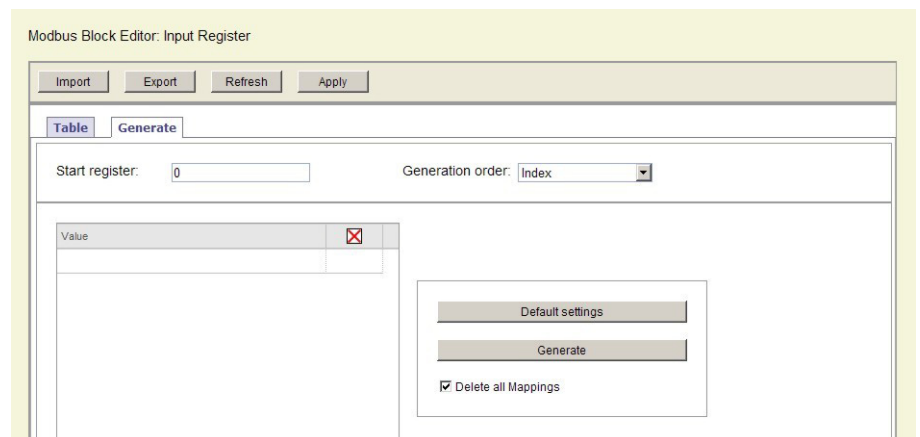 Modbus Block Editor: Input Register
Import Export Refresh Apply
Table Generate
Start register: 0 Generation order: Index
Value
Default settings
Generate
Delete all Mappings